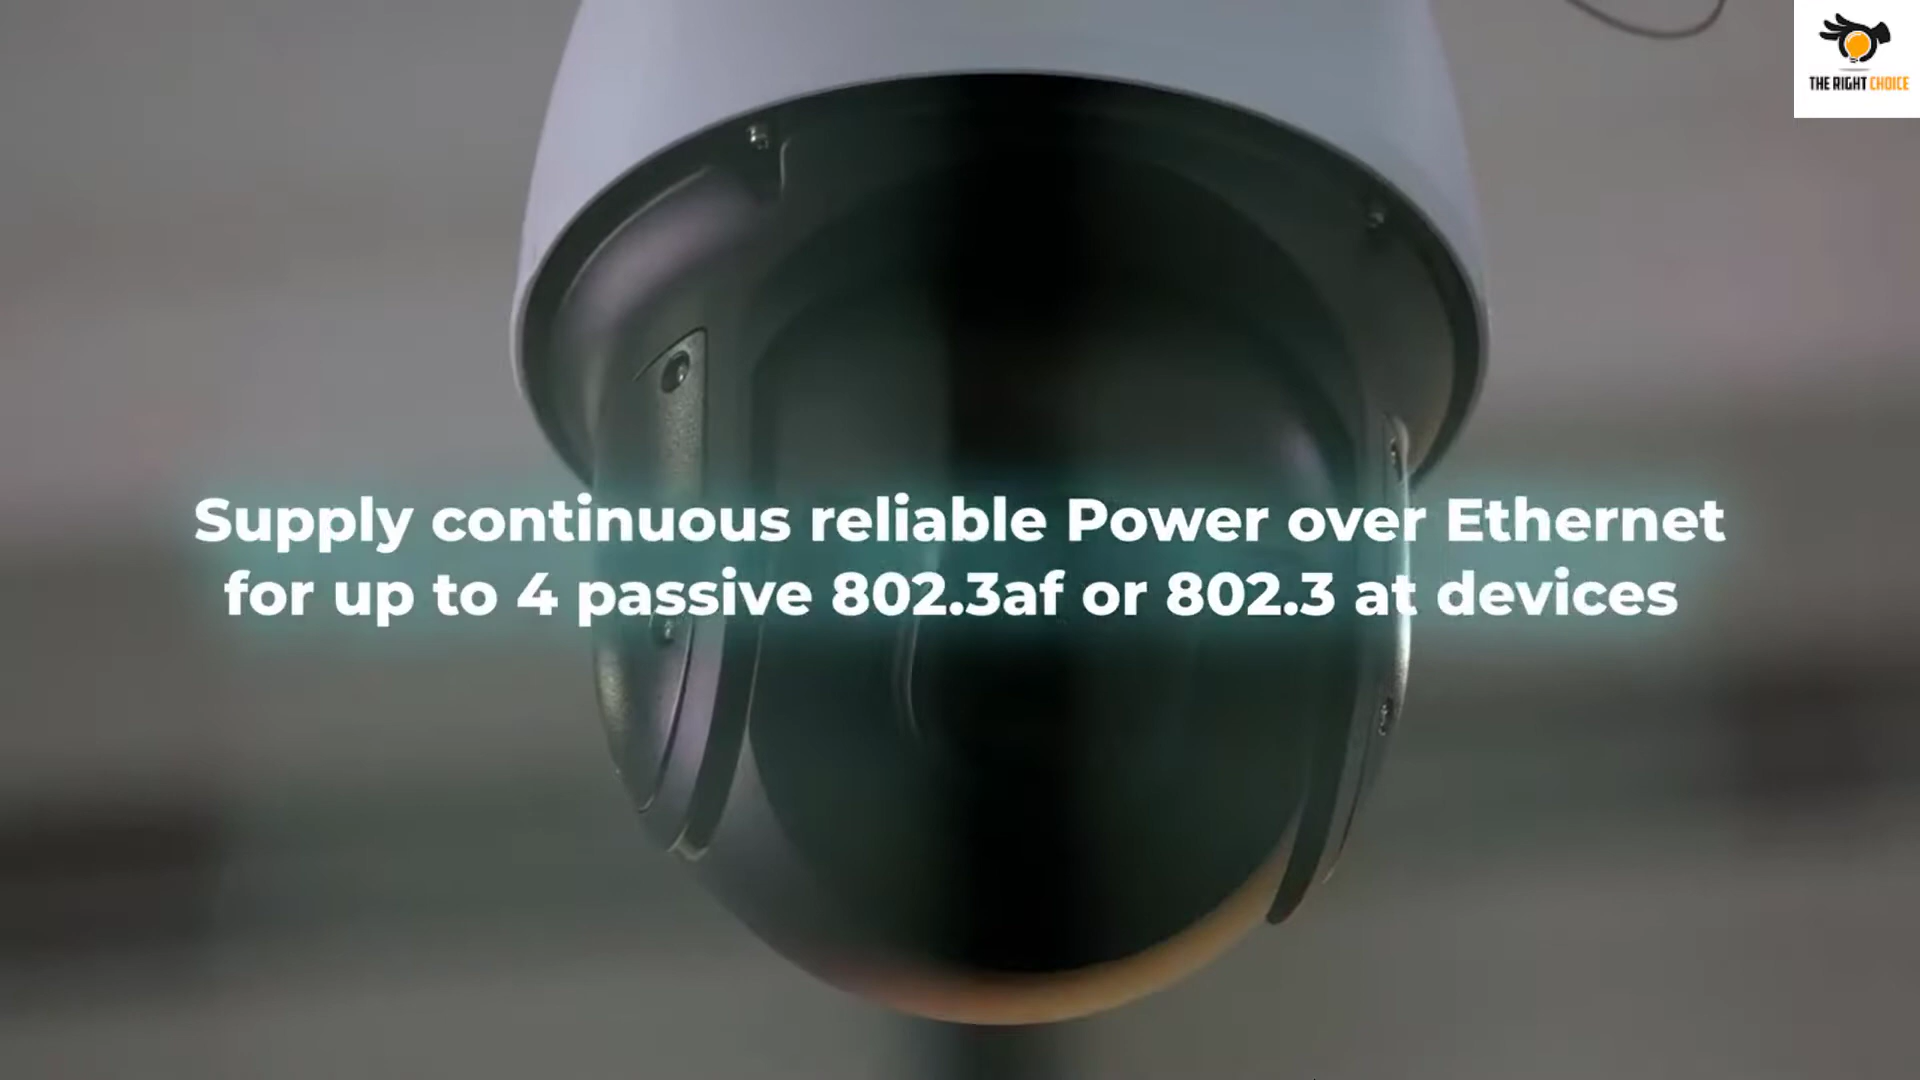 THE RIGHT CHOICE
Supply continuous reliable Power over Ethernet
for up to 4 passive 802.3af or 802.3 at devices